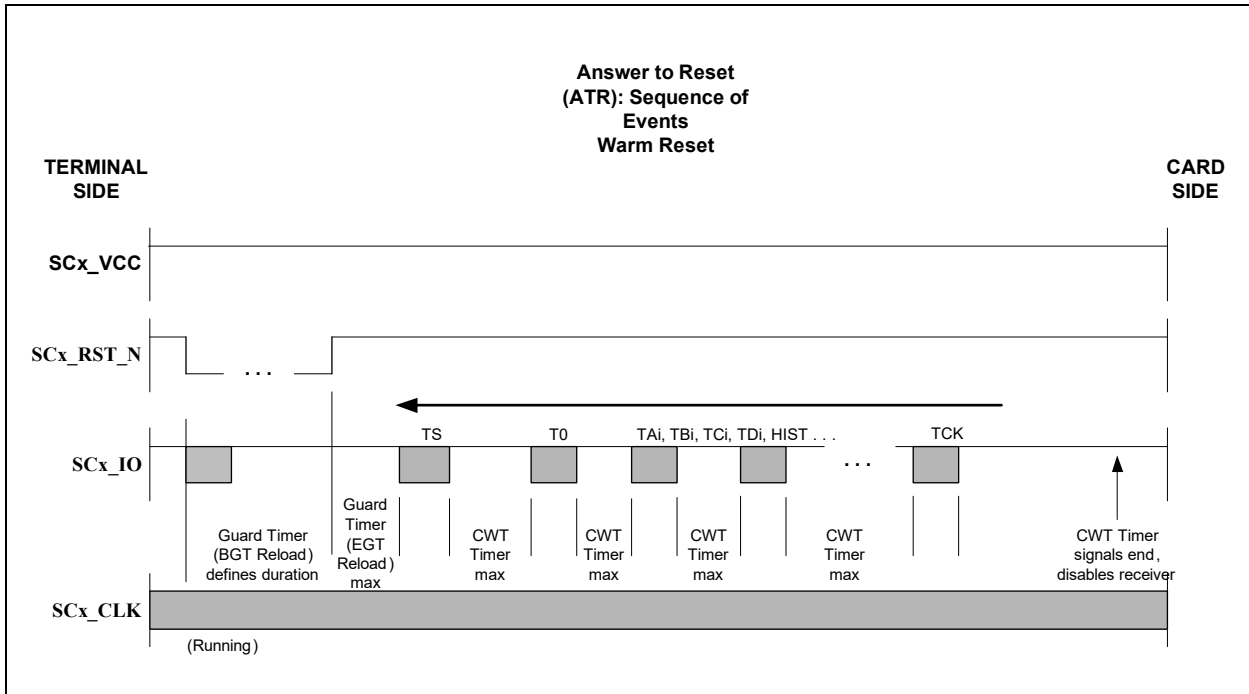 Answer to Reset
(ATR): Sequence of
Events
Warm Reset
TERMINAL
SIDE
CARD
SIDE
SCx_VCC
SCx_RST_N
. . .
SCx_IO
TS
T0
TAi, TBi, TCi, TDi, HIST . . .
. . .
TCK
Guard Timer
(BGT Reload)
defines duration
Guard
Timer
(EGT
Reload)
max
CWT
Timer
max
CWT
Timer
max
CWT
Timer
max
CWT
Timer
max
CWT Timer
signals end,
disables receiver
SCx_CLK
(Running)